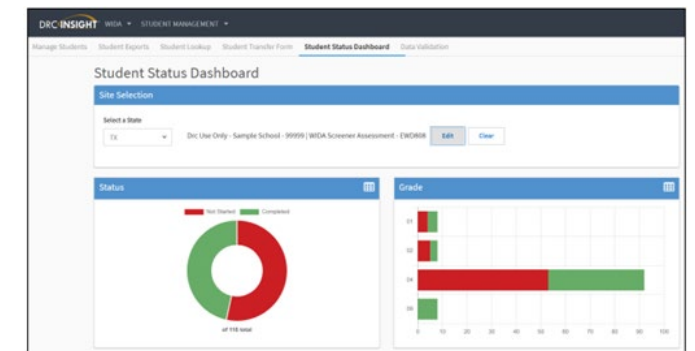 DRC INSIGHT WIDA STUDENT MANAGEMENT
Manage Students Student Exports Student Lookup Student Transfer Form Student Status Dashboard Data Validation
Student Status Dashboard
Site Selection
Select a State
Drc Use Only - Sample School - 99999 | WIDA Screener Assessment - EWD808 Edit Clear
Status
Not Started Completed
Grade
01
02
04
0 10 20 30 40 50 60 70 80 90 100